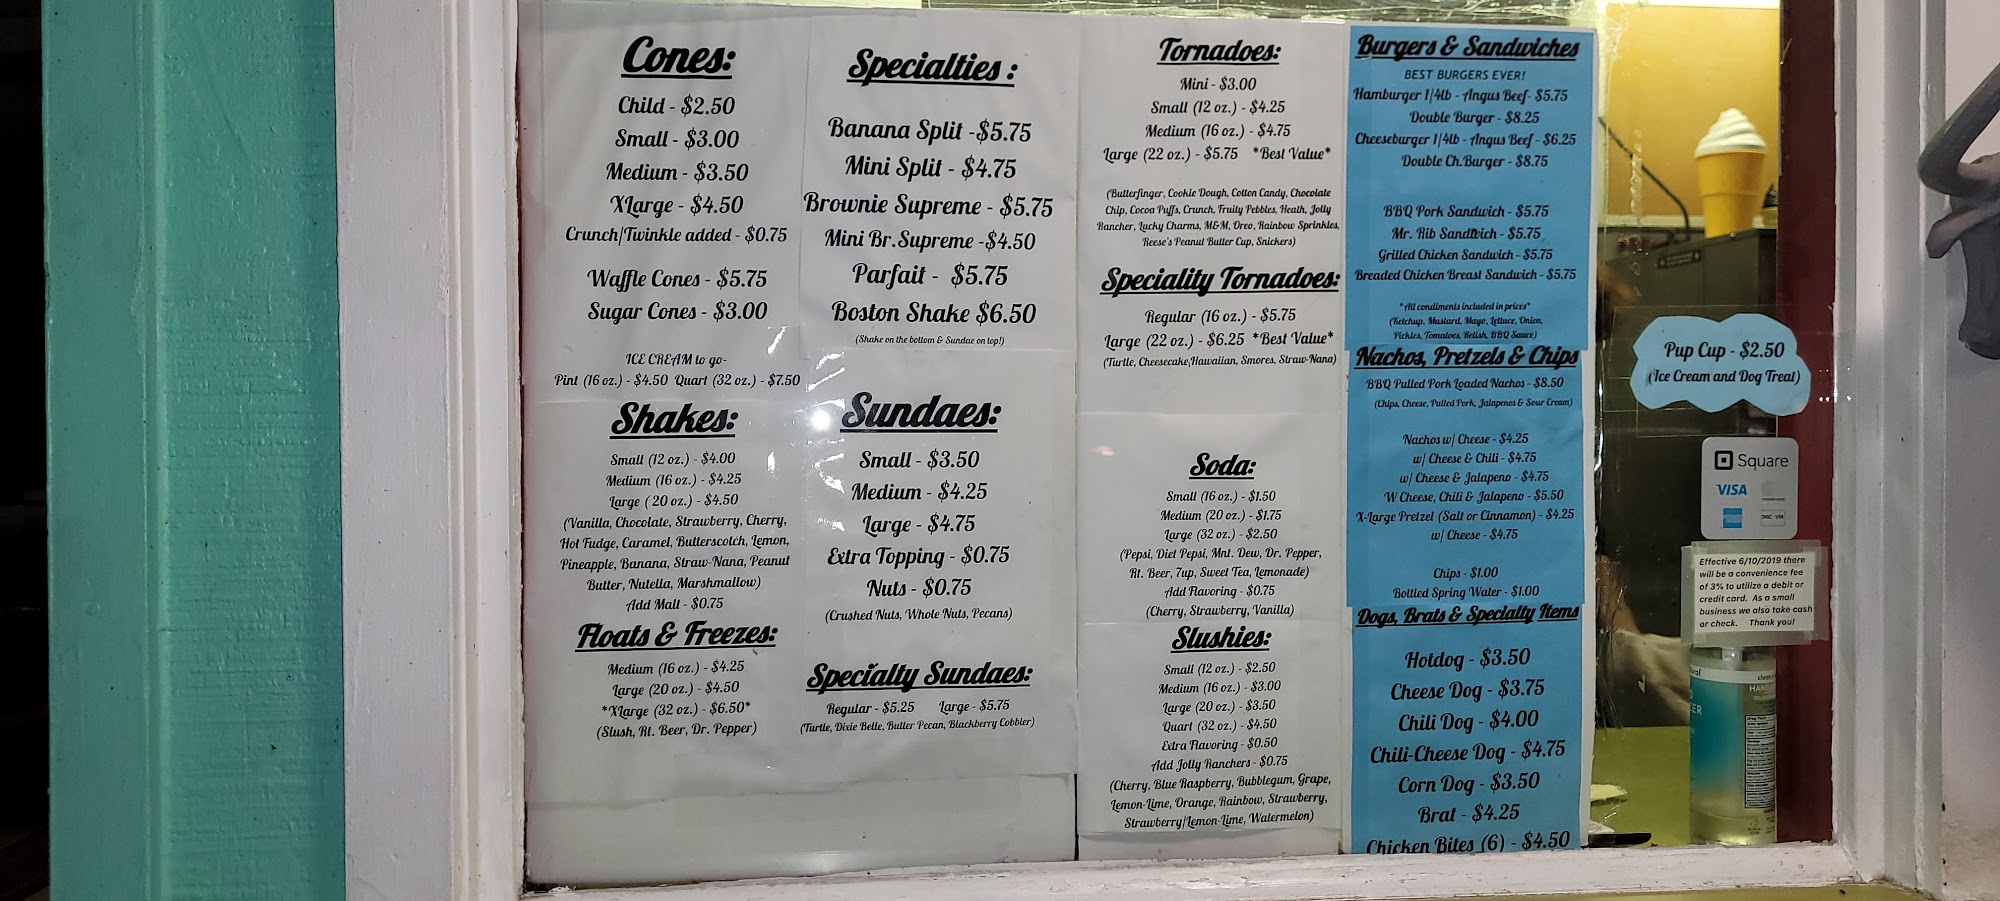 Cones:
Child - $2.50
Small - $3.00
Medium - $3.50
XLarge - $4.50
Crunch/Twinkle added - $0.75
Waffle Cones - $5.75
Sugar Cones - $3.00
ICE CREAM to go-
Pint (16 oz.) - $4.50 Quart (32 oz.) - $7.50
Shakes:
Small (12 oz.) - $4.00
Medium (16 oz.) - $4.25
Large ( 20 oz.) - $4.50
(Vanilla, Chocolate, Strawberry, Cherry,
Hot Fudge, Caramel, Butterscotch, Lemon,
Pineapple, Banana, Straw-Nana, Peanut
Butter, Nutella, Marshmallow)
Add Malt - $0.75
Floats & Freezes:
Medium (16 oz.) - $4.25
Large (20 oz.) - $4.50
*XLarge (32 oz.) - $6.50*
(Slush, Rt. Beer, Dr. Pepper)
Specialties :
Banana Split -$5.75
Mini Split - $4.75
Brownie Supreme - $5.75
Mini Br.Supreme -$4.50
Parfait - $5.75
Boston Shake $6.50
(Shake on the bottom & Sundae on top!)
Sundaes:
Small - $3.50
Medium - $4.25
Large - $4.75
Extra Topping - $0.75
Nuts - $0.75
(Crushed Nuts, Whole Nuts, Pecans)
Specialty Sundaes:
Regular - $5.25 Large - $5.75
(Turtle, Dixie Belle, Butter Pecan, Blackberry Cobbler)
Tornadoes:
Mini - $3.00
Small (12 oz.) - $4.25
Medium (16 oz.) - $4.75
Large (22 oz.) - $5.75 *Best Value*
(Butterfinger, Cookie Dough, Cotton Candy, Chocolate
Chip, Cocoa Puffs, Crunch, Fruity Pebbles, Heath, Jolly
Rancher, Lucky Charms, M&M, Oreo, Rainbow Sprinkles,
Reese's Peanut Butter Cup, Snickers)
Speciality Tornadoes:
Regular (16 oz.) - $5.75
Large (22 oz.) - $6.25 *Best Value*
(Turtle, Cheesecake,Hawaiian, Smores, Straw-Nana)
Soda:
Small (16 oz.) - $1.50
Medium (20 oz.) - $1.75
Large (32 oz.) - $2.50
(Pepsi, Diet Pepsi, Mnt. Dew, Dr. Pepper,
Rt. Beer, 7up, Sweet Tea, Lemonade)
Add Flavoring - $0.75
(Cherry, Strawberry, Vanilla)
Slushies:
Small (12 oz.) - $2.50
Medium (16 oz.) - $3.00
Large (20 oz.) - $3.50
Quart (32 oz.) - $4.50
Extra Flavoring - $0.50
Add Jolly Ranchers - $0.75
(Cherry, Blue Raspberry, Bubblegum, Grape,
Lemon-Lime, Orange, Rainbow, Strawberry,
Strawberry/Lemon-Lime, Watermelon)
Burgers & Sandwiches
BEST BURGERS EVER!
Hamburger 1/4lb - Angus Beef- $5.75
Double Burger - $8.25
Cheeseburger 1/4lb - Angus Beef - $6.25
Double Ch.Burger - $8.75
BBQ Pork Sandwich - $5.75
Mr. Rib Sandwich - $5.75
Grilled Chicken Sandwich - $5.75
Breaded Chicken Breast Sandwich - $5.75
*All condiments included in prices*
(Ketchup, Mustard, Mayo, Lettuce, Onion,
Pickles, Tomatoes, Relish, BBQ Sauce)
Nachos, Pretzels & Chips
BBQ Pulled Pork Loaded Nachos - $8.50
(Chips, Cheese, Pulled Pork, Jalapenos & Sour Cream)
Nachos w/ Cheese - $4.25
w/ Cheese & Chili - $4.75
w/ Cheese & Jalapeno - $4.75
W Cheese, Chili & Jalapeno - $5.50
X-Large Pretzel (Salt or Cinnamon) - $4.25
w/ Cheese - $4.75
Chips - $1.00
Bottled Spring Water - $1.00
Dogs, Brats & Specialty Items
Hotdog - $3.50
Cheese Dog - $3.75
Chili Dog - $4.00
Chili-Cheese Dog - $4.75
Corn Dog - $3.50
Brat - $4.25
Chicken Bites (6) - $4.50
Pup Cup - $2.50
(Ice Cream and Dog Treat)
Square
VISA
Effective 6/10/2019 there
will be a convenience fee
of 3% to utilize a debit or
credit card. As a small
business we also take cash
or check. Thank you!